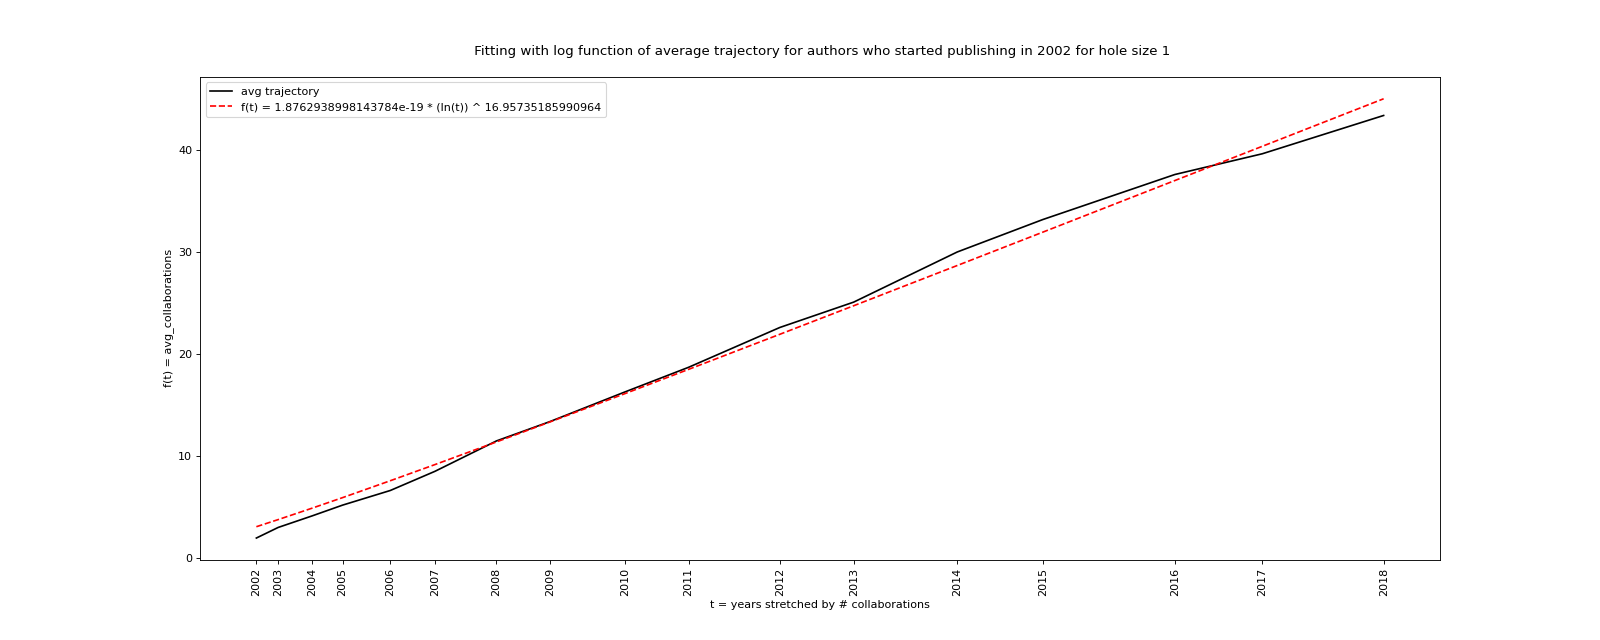 Fitting with log function of average trajectory for authors who started publishing in 2002 for hole size 1
avg trajectory
f(t) = 1.8762938998143784e-19 * (ln(t)) ^ 16.95735185990964
f(t) = avg_collaborations
40
30
20
10
0
2002 2003 2004 2005 2006 2007 2008 2009 2010 2011 2012 2013 2014 2015 2016 2017 2018
t = years stretched by # collaborations